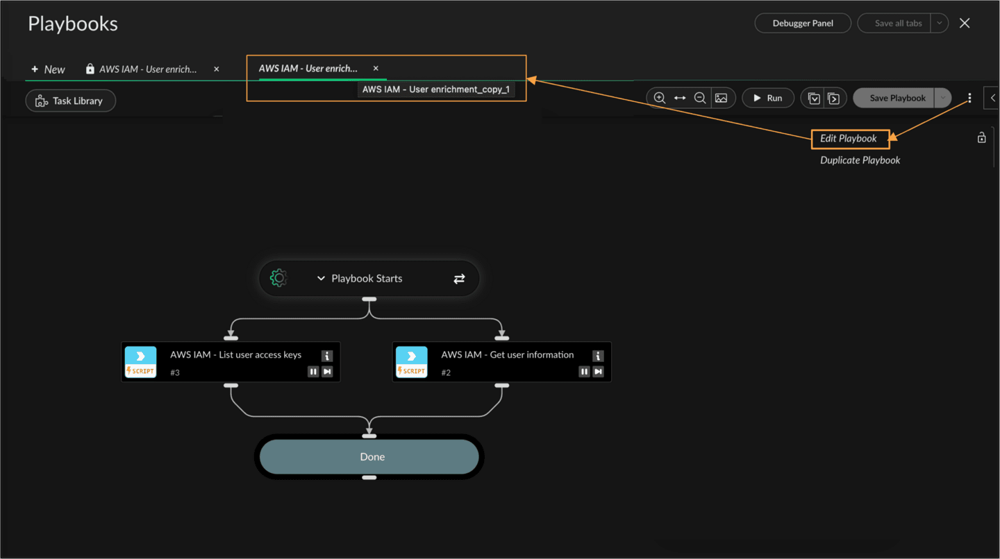 Playbooks
Debugger Panel
Save all tabs
+ New
AWS IAM - User enrich...
AWS IAM - User enrich...
AWS IAM - User enrichment_copy_1
Task Library
Run
Save Playbook
Edit Playbook
Duplicate Playbook
Playbook Starts
AWS IAM - List user access keys
SCRIPT
#3
AWS IAM - Get user information
SCRIPT
#2
Done